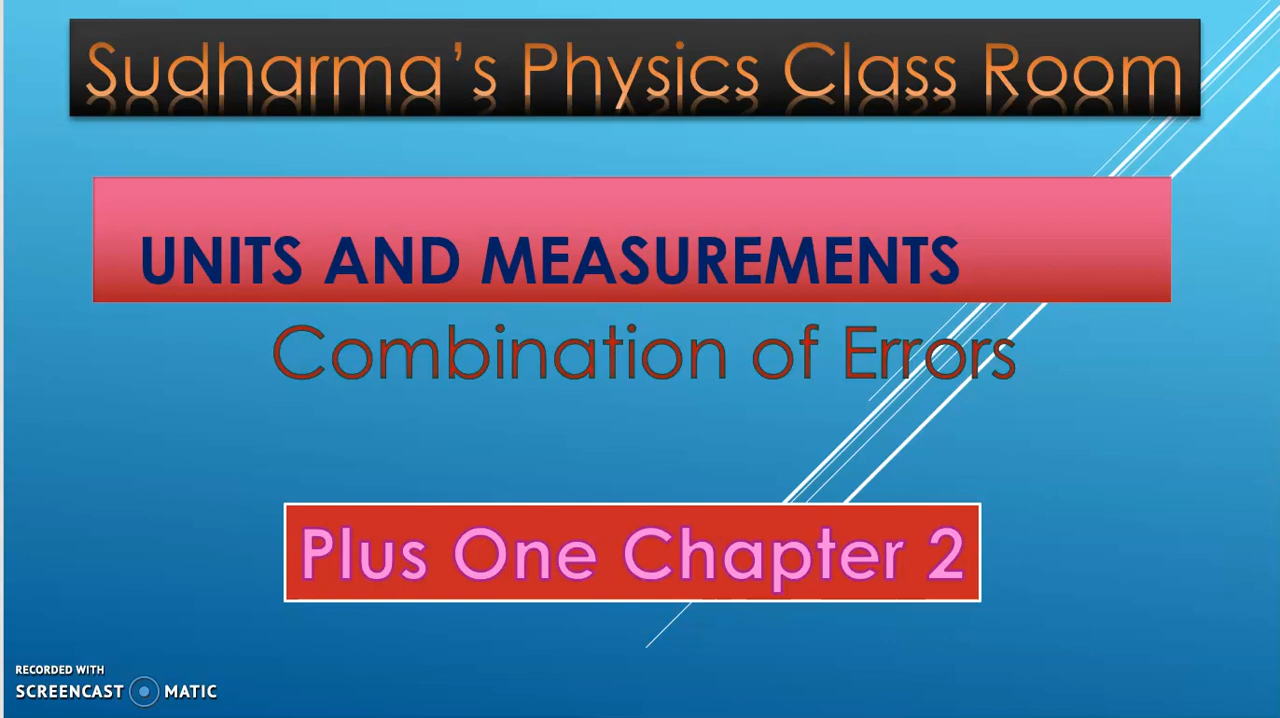 Sudharma’s Physics Class Room
UNITS AND MEASUREMENTS
Combination of Errors
Plus One Chapter 2
RECORDED WITH
SCREENCAST MATIC